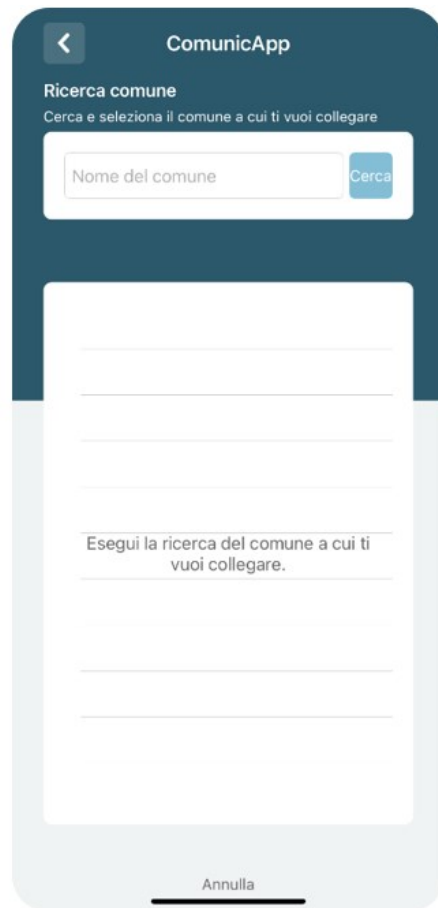 ComunicApp
Ricerca comune
Cerca e seleziona il comune a cui ti vuoi collegare
Nome del comune
Cerca
Esegui la ricerca del comune a cui ti
vuoi collegare.
Annulla